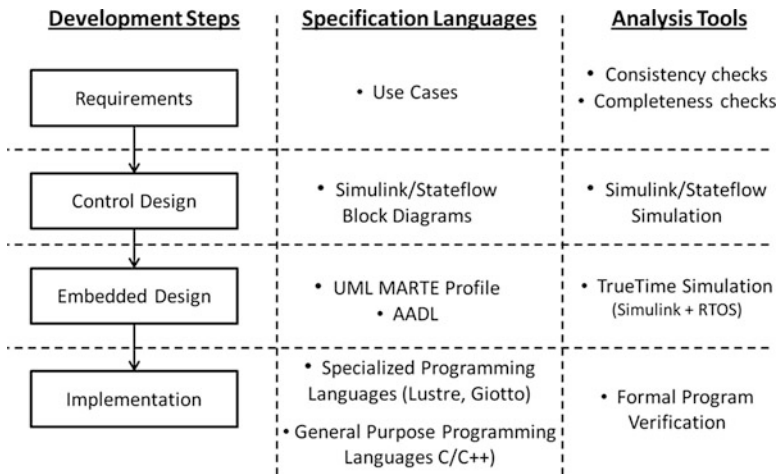 Development Steps
Specification Languages
Analysis Tools
Requirements
• Use Cases
• Consistency checks
• Completeness checks
Control Design
• Simulink/Stateflow
Block Diagrams
• Simulink/Stateflow
Simulation
Embedded Design
• UML MARTE Profile
• AADL
• TrueTime Simulation
(Simulink + RTOS)
Implementation
• Specialized Programming
Languages (Lustre, Giotto)
• General Purpose Programming
Languages C/C++)
• Formal Program
Verification